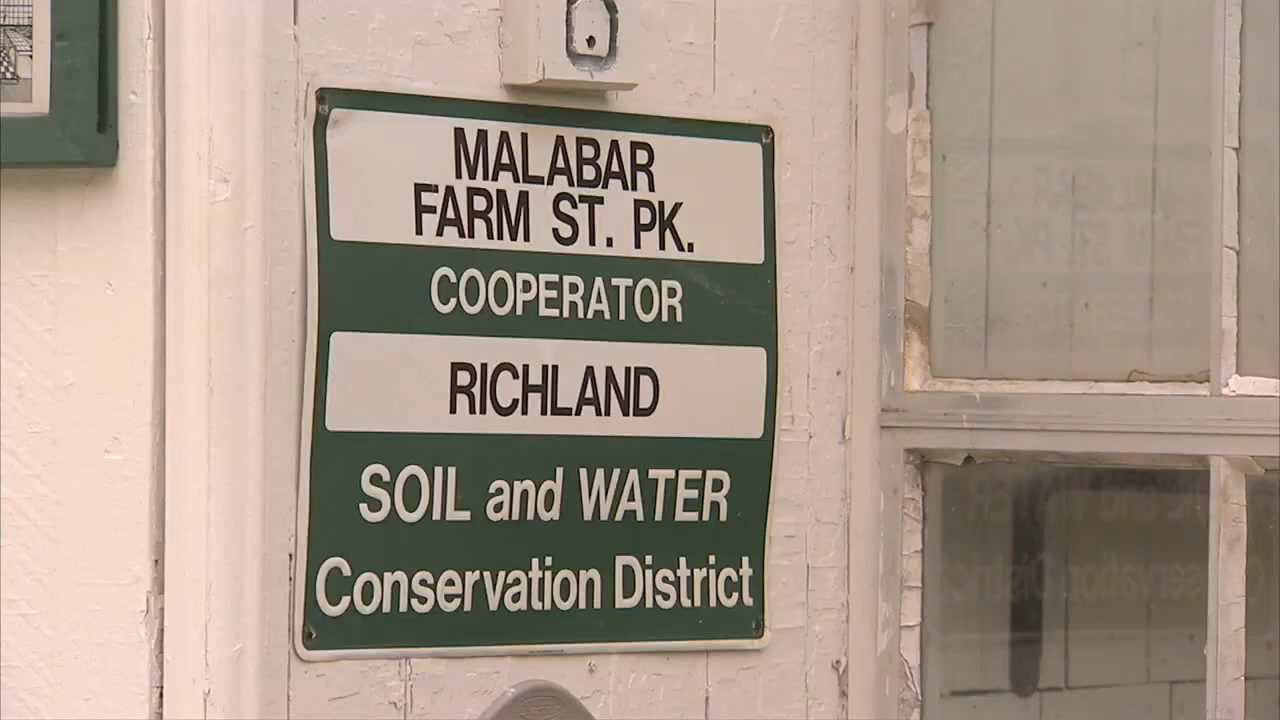 MALABAR
FARM ST. PK.
COOPERATOR
RICHLAND
SOIL and WATER
Conservation District